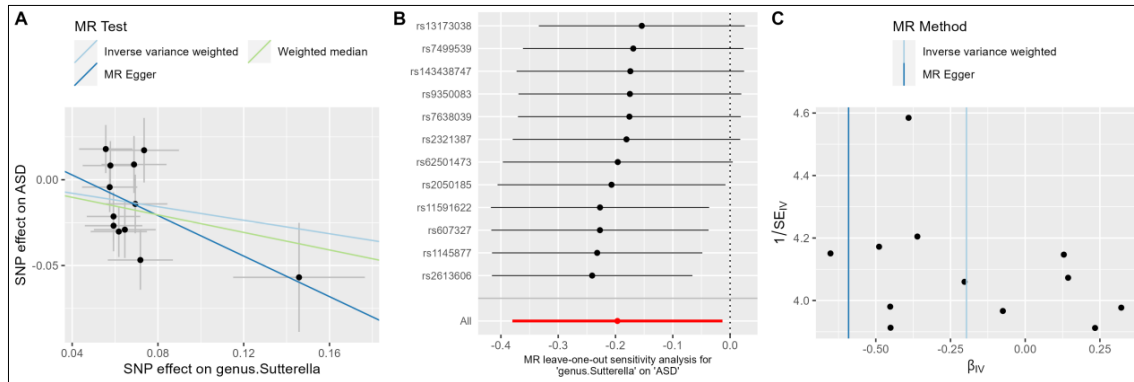 A
MR Test
Inverse variance weighted
Weighted median
MR Egger
SNP effect on ASD
0.00
-0.05
0.04
0.08
0.12
0.16
SNP effect on genus.Sutterella
B
rs13173038
rs7499539
rs143438747
rs9350083
rs7638039
rs2321387
rs62501473
rs2050185
rs11591622
rs607327
rs1145877
rs2613606
All
-0.4
-0.3
-0.2
-0.1
0.0
MR leave-one-out sensitivity analysis for
'genus.Sutterella' on 'ASD'
C
MR Method
Inverse variance weighted
MR Egger
1/SEIV
4.6
4.4
4.2
4.0
-0.50
-0.25
0.00
0.25
βIV